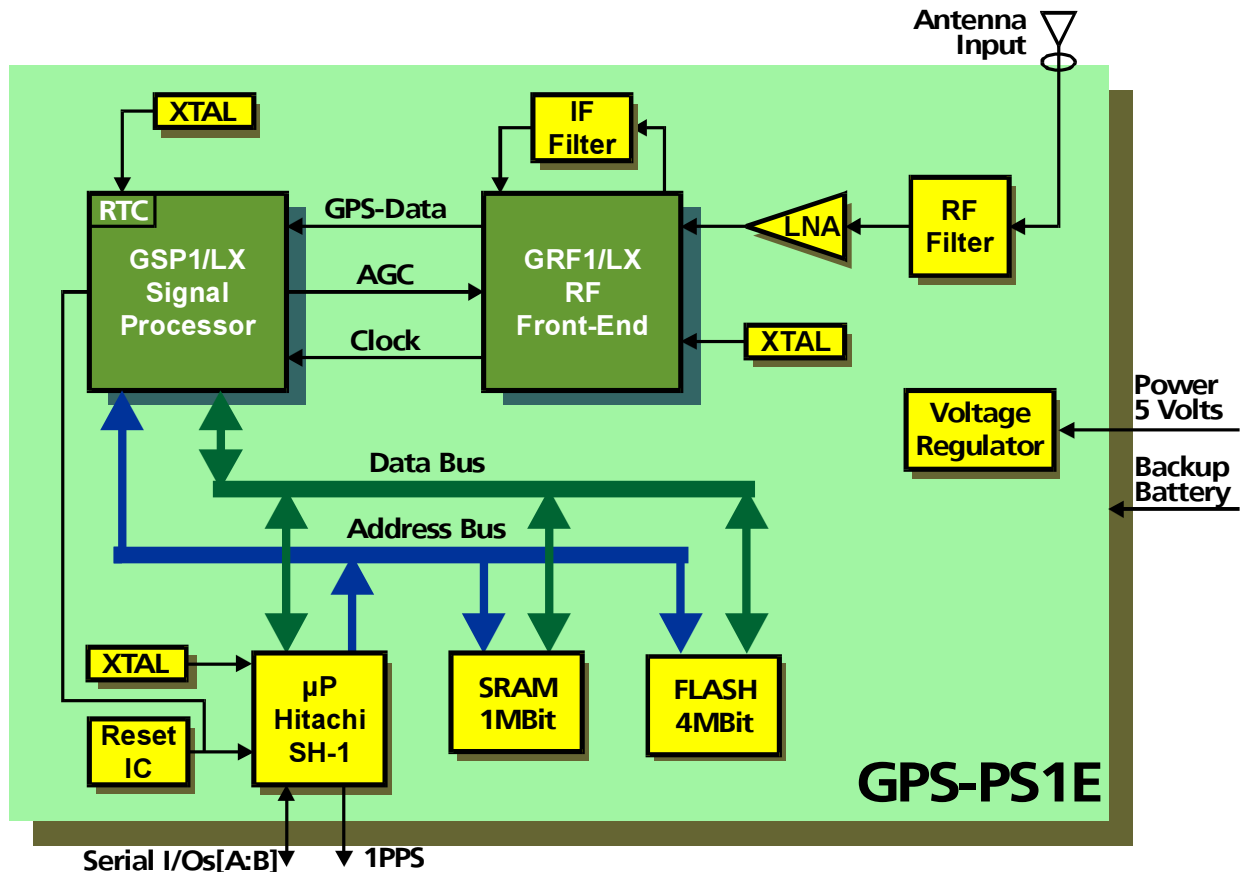 Antenna
Input
XTAL
IF
Filter
RTC
GSP1/LX
Signal
Processor
GPS-Data
AGC
Clock
GRF1/LX
RF
Front-End
LNA
RF
Filter
XTAL
Voltage
Regulator
Power
5 Volts
Backup
Battery
Data Bus
Address Bus
XTAL
Reset
IC
µP
Hitachi
SH-1
SRAM
1MBit
FLASH
4MBit
GPS-PS1E
Serial I/Os[A:B]
1PPS